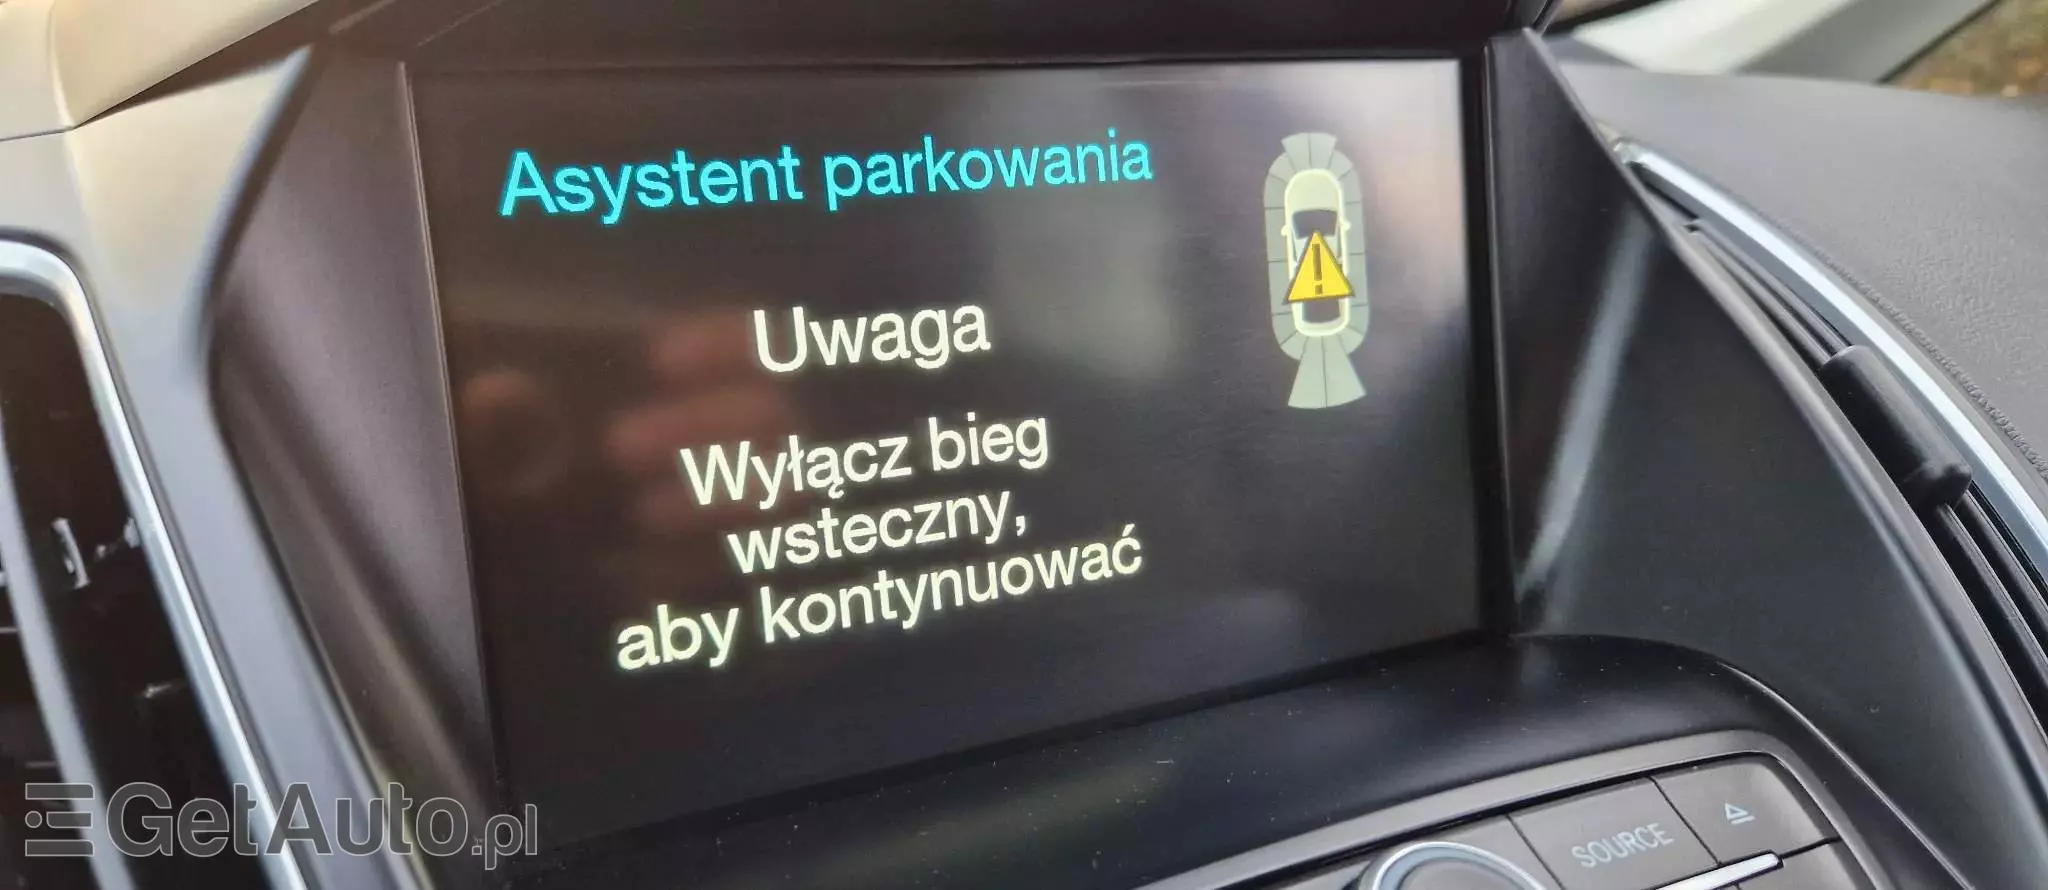 Asystent parkowania
Uwaga
Wyłącz bieg
wsteczny,
aby kontynuować
SOURCE
GetAuto.pl